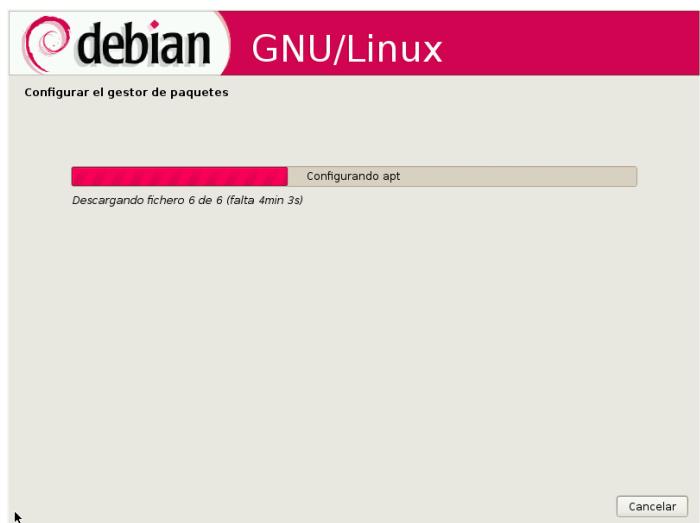 debian GNU/Linux
Configurar el gestor de paquetes
Configurando apt
Descargando fichero 6 de 6 (falta 4min 3s)
Cancelar